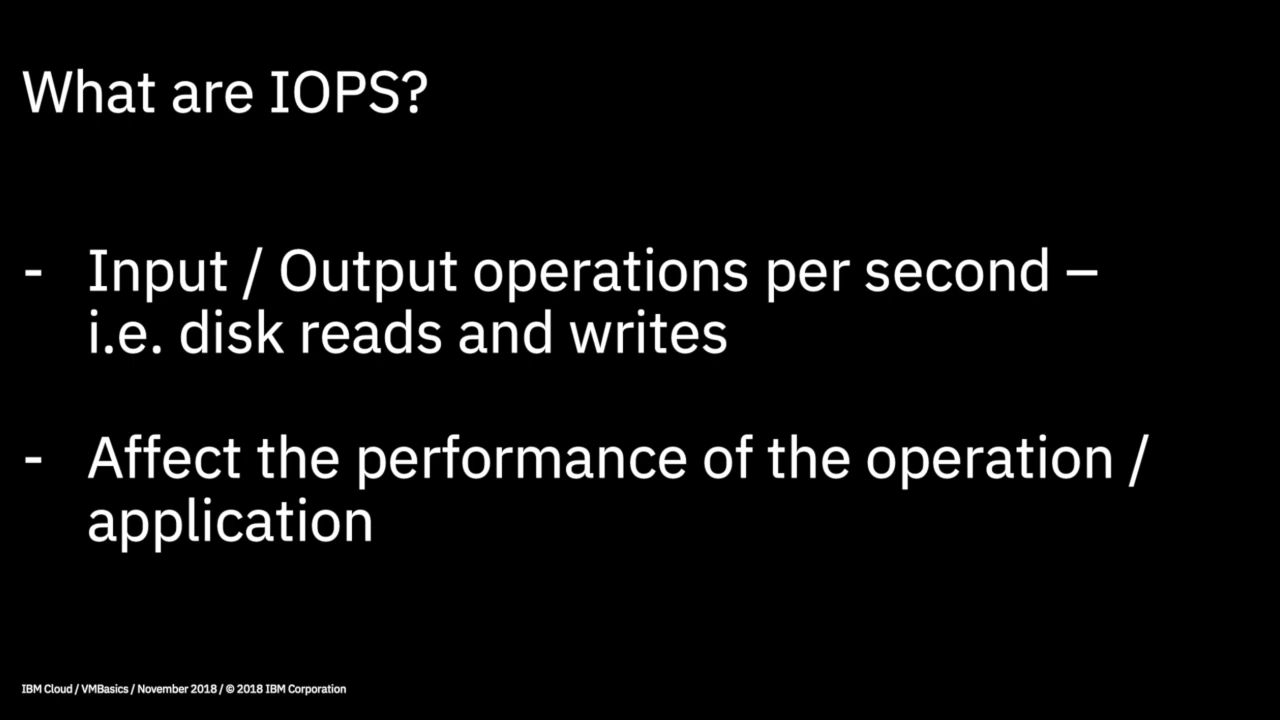 What are IOPS?
- Input / Output operations per second –
i.e. disk reads and writes
- Affect the performance of the operation /
application
IBM Cloud / VMBasics / November 2018 / © 2018 IBM Corporation